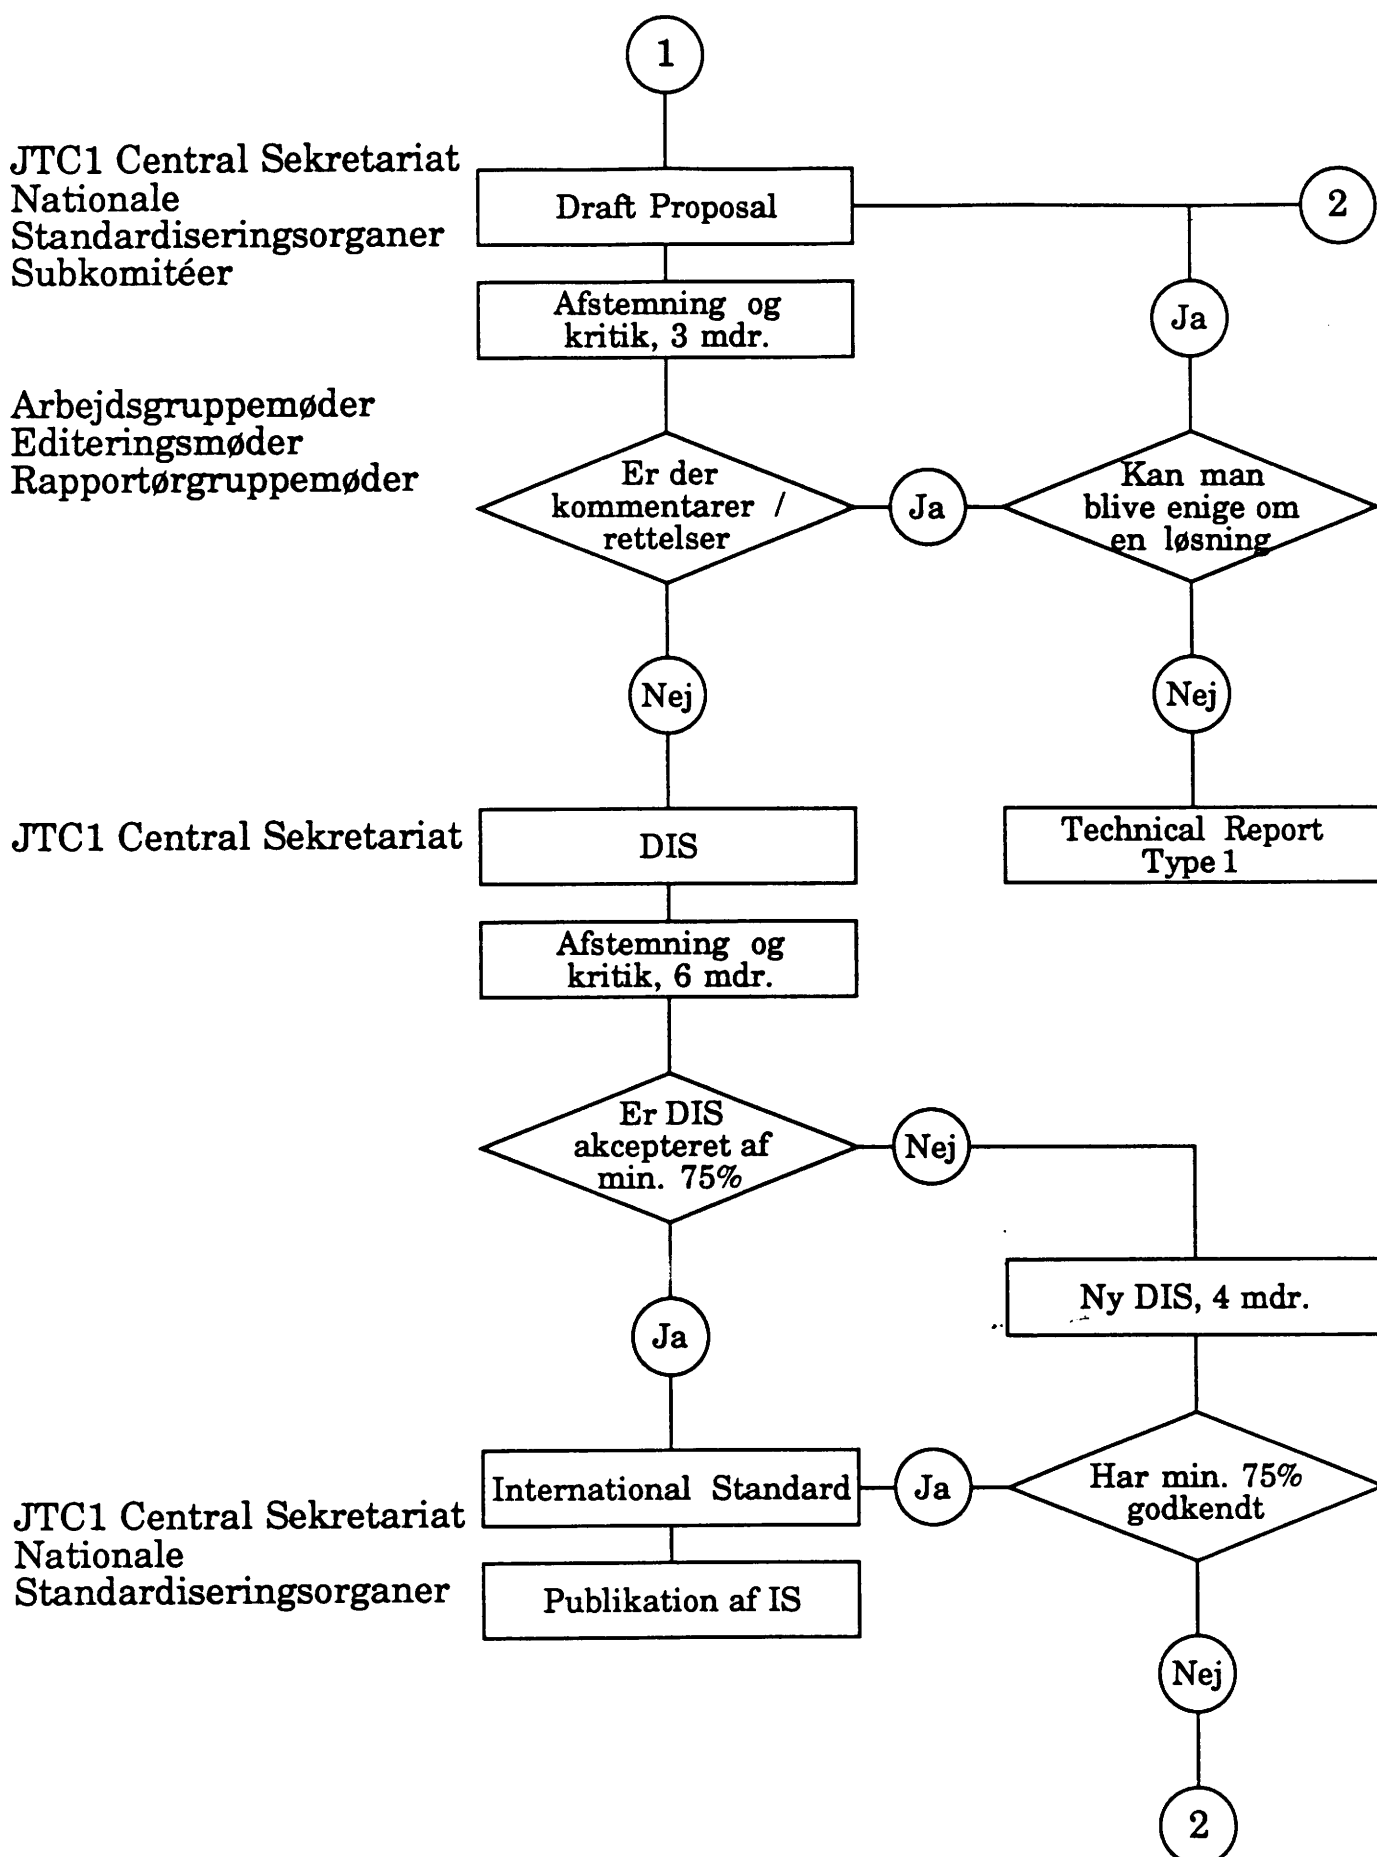 1
JTC1 Central Sekretariat
Nationale
Standardiseringsorganer
Subkomitéer
Draft Proposal
2
Afstemning og
kritik, 3 mdr.
Ja
Arbejdsgruppemøder
Editeringsmøder
Rapportørgruppemøder
Er der
kommentarer /
rettelser
Ja
Kan man
blive enige om
en løsning
Nej
Nej
JTC1 Central Sekretariat
DIS
Technical Report
Type 1
Afstemning og
kritik, 6 mdr.
Er DIS
akcepteret af
min. 75%
Nej
Ny DIS, 4 mdr.
Ja
International Standard
Ja
Har min. 75%
godkendt
JTC1 Central Sekretariat
Nationale
Standardiseringsorganer
Publikation af IS
Nej
2